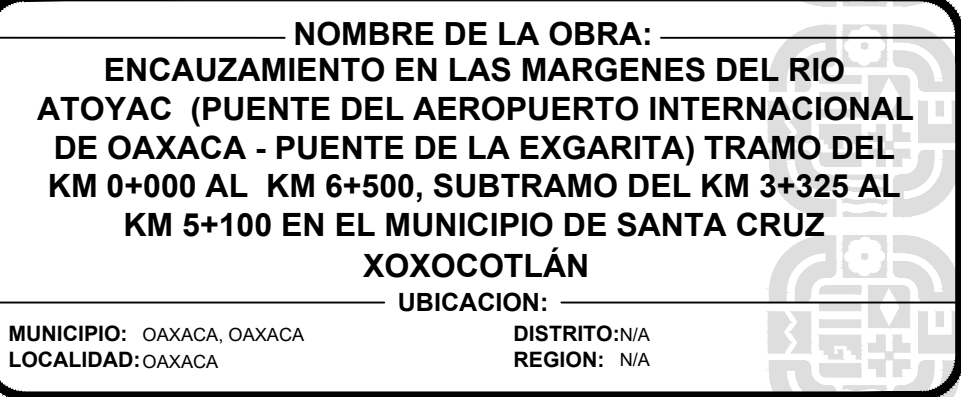 NOMBRE DE LA OBRA:
ENCAUZAMIENTO EN LAS MARGENES DEL RIO
ATOYAC (PUENTE DEL AEROPUERTO INTERNACIONAL
DE OAXACA - PUENTE DE LA EXGARITA) TRAMO DEL
KM 0+000 AL KM 6+500, SUBTRAMO DEL KM 3+325 AL
KM 5+100 EN EL MUNICIPIO DE SANTA CRUZ
XOXOCOTLÁN
UBICACION:
MUNICIPIO: OAXACA, OAXACA DISTRITO:N/A
LOCALIDAD:OAXACA REGION: N/A